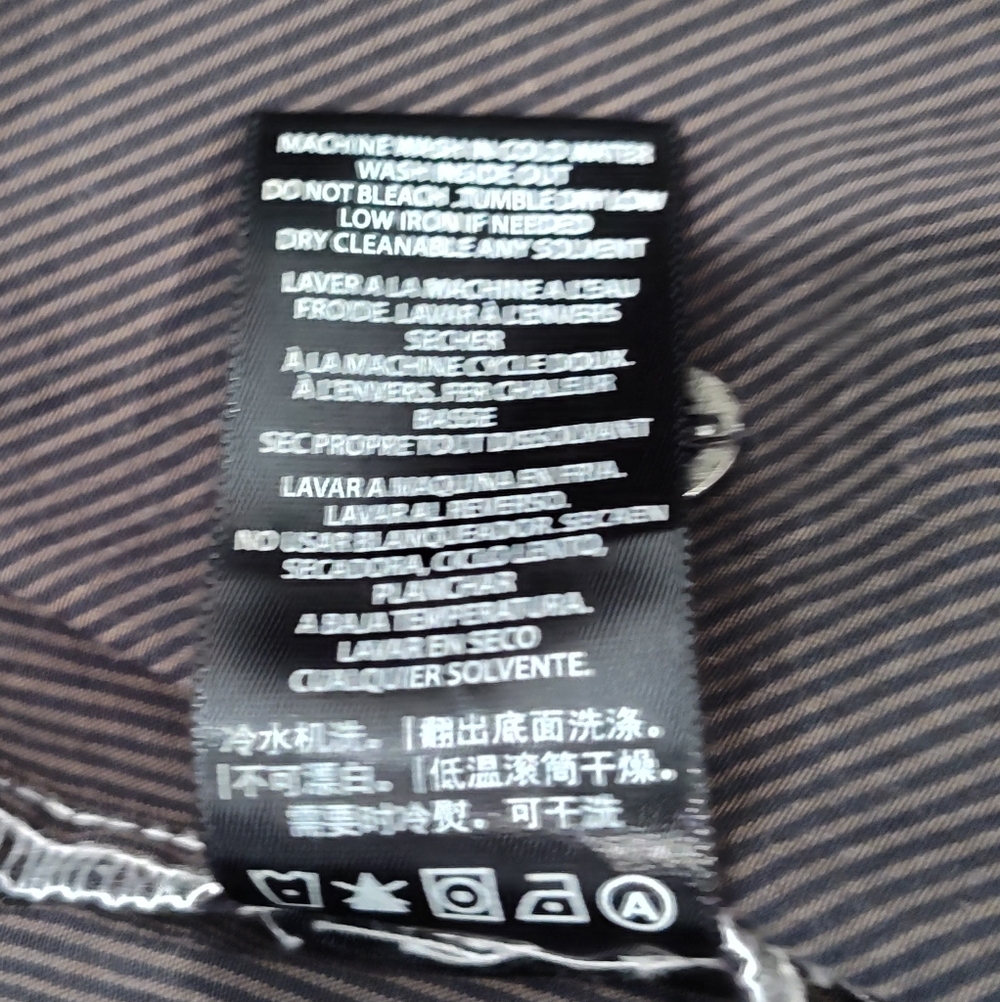 MACHINE WASH IN COLD WATER
WASH INSIDE OUT
DO NOT BLEACH .TUMBLE DRY LOW
LOW IRON IF NEEDED
DRY CLEANABLE ANY SOLVENT
LAVER A LA MACHINE A L'EAU
FROIDE. LAVAR À L'ENVERS
SECHER
À LA MACHINE CYCLE DOUX.
À L'ENVERS. FER CHALEUR
BASSE
SEC PROPRE TOUT DISSOLVANT
LAVAR A MAQUINA EN FRIA.
LAVAR AL REVERSO.
NO USAR BLANQUEADOR. SEC EN
SECADORA, CICLO LENTO,
PLANCHAR
A BAJA TEMPERATURA.
LAVAR EN SECO
CUALQUIER SOLVENTE.
冷水机洗。翻出底面洗涤。
不可漂白。低温滚筒干燥。
需要时冷熨。可干洗
A